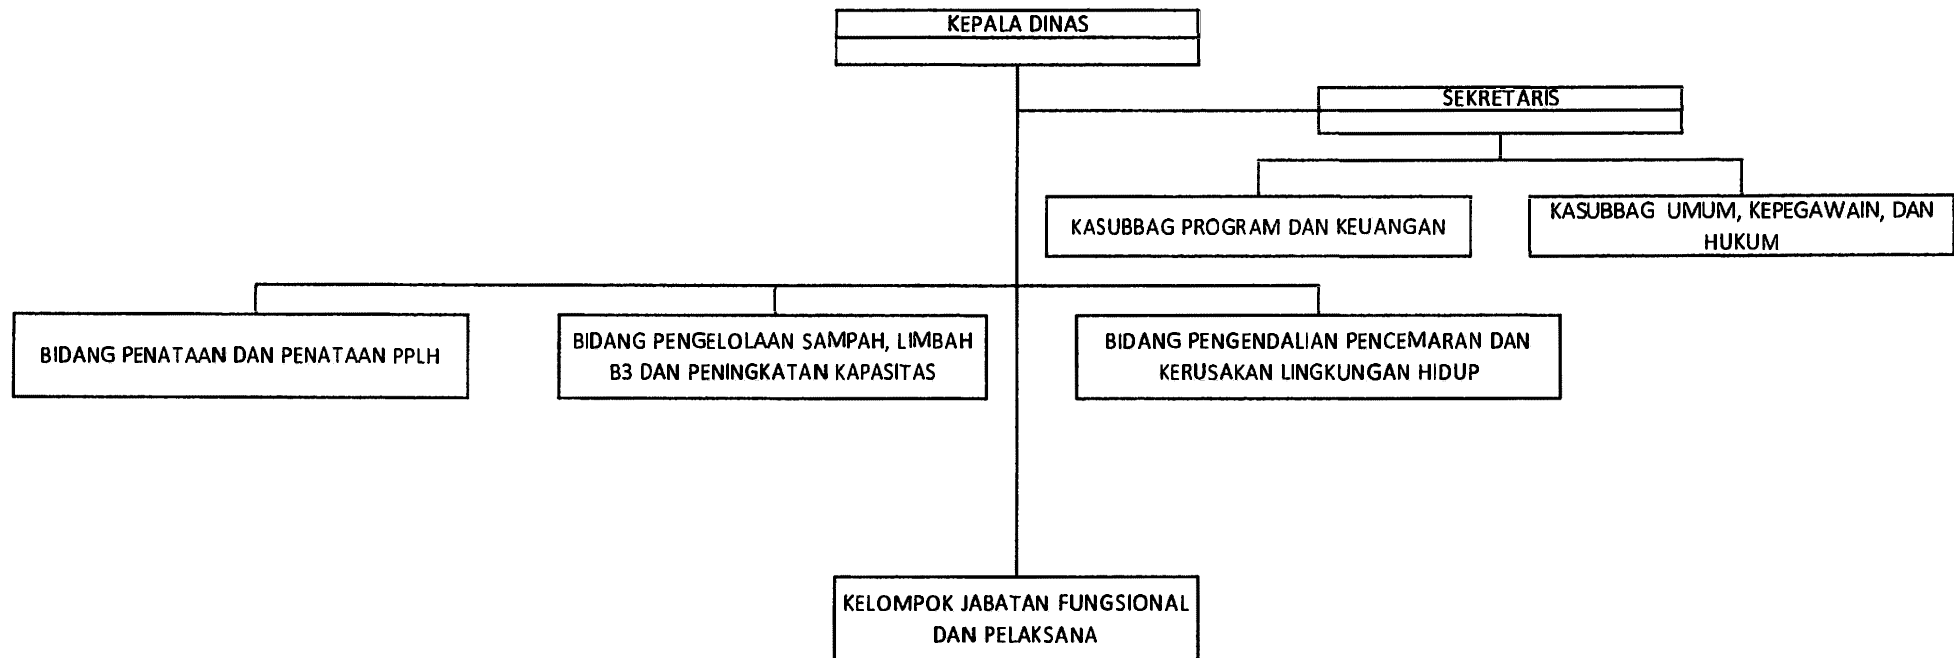 KEPALA DINAS
SEKRETARIS
KASUBBAG PROGRAM DAN KEUANGAN
KASUBBAG UMUM, KEPEGAWAIN, DAN
HUKUM
BIDANG PENATAAN DAN PENATAAN PPLH
BIDANG PENGELOLAAN SAMPAH, LIMBAH
B3 DAN PENINGKATAN KAPASITAS
BIDANG PENGENDALIAN PENCEMARAN DAN
KERUSAKAN LINGKUNGAN HIDUP
KELOMPOK JABATAN FUNGSIONAL
DAN PELAKSANA